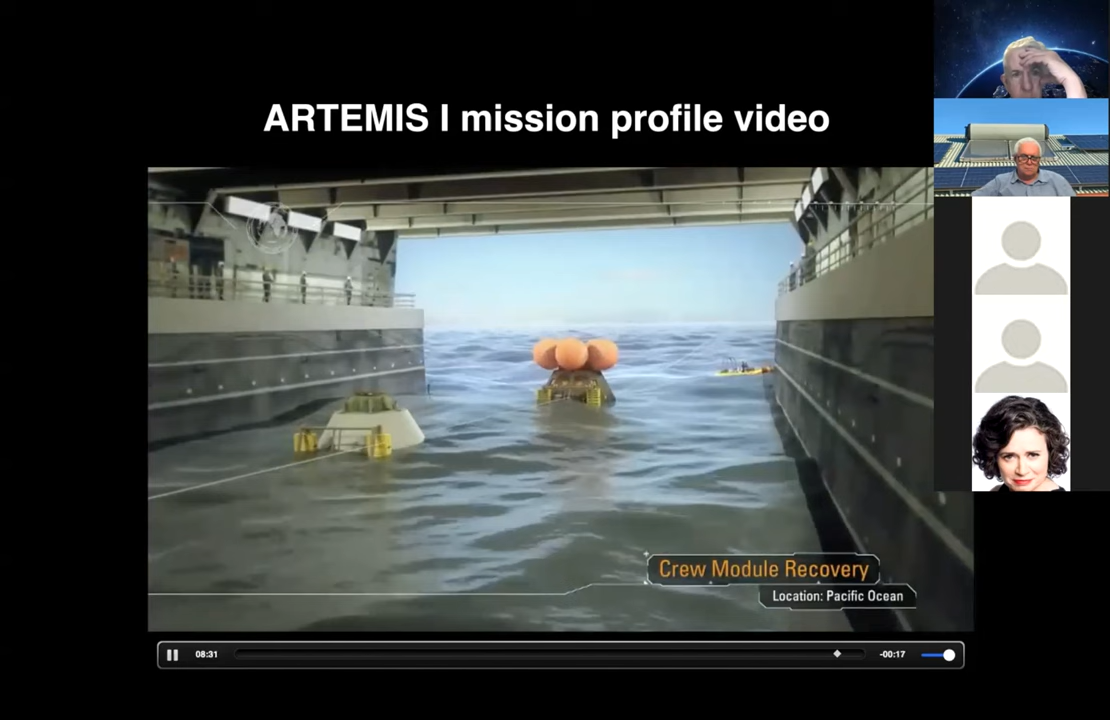 ARTEMIS I mission profile video
Crew Module Recovery
Location: Pacific Ocean
08:31
-00:17